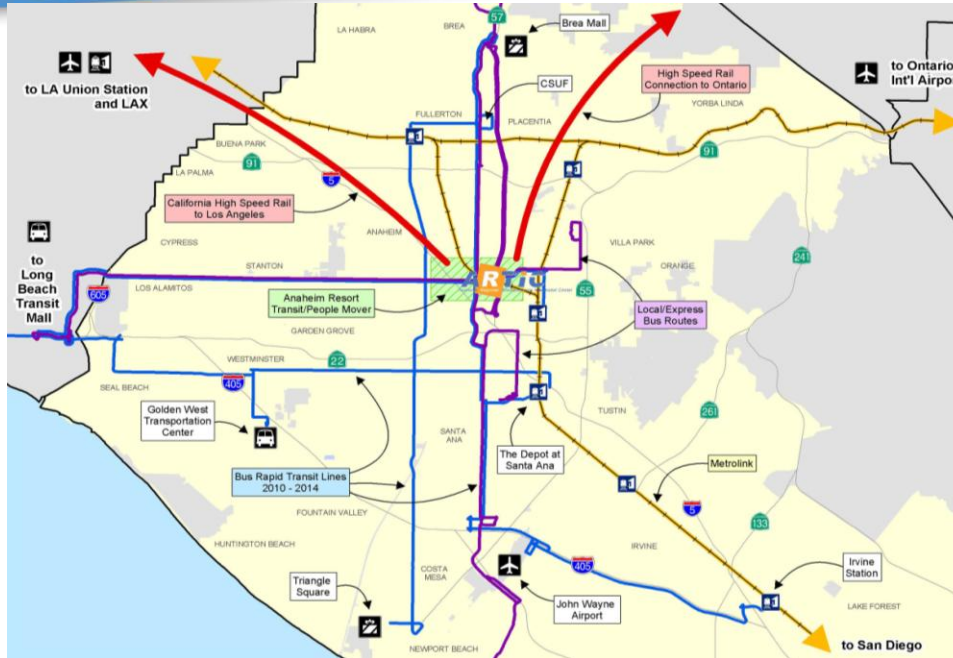 57
BREA
Brea Mall
LA HABRA
to LA Union Station
and LAX
High Speed Rail
Connection to Ontario
to Ontario
Int'l Airpor
CSUF
FULLERTON
PLACENTIA
YORBA LINDA
BUENA PARK
91
91
LA PALMA
5
California High Speed Rail
to Los Angeles
ANAHEIM
CYPRESS
VILLA PARK
to
Long
Beach
Transit
Mall
STANTON
ORANGE
241
605
LOS ALAMITOS
ARTIC
55
Anaheim Resort
Transit/People Mover
Local/Express
Bus Routes
GARDEN GROVE
WESTMINSTER
22
SEAL BEACH
405
Golden West
Transportation
Center
TUSTIN
261
SANTA
ANA
The Depot at
Santa Ana
Metrolink
Bus Rapid Transit Lines
2010 - 2014
5
FOUNTAIN VALLEY
133
HUNTINGTON BEACH
IRVINE
405
Irvine
Station
Triangle
Square
COSTA
MESA
John Wayne
Airport
LAKE FOREST
NEWPORT BEACH
to San Diego